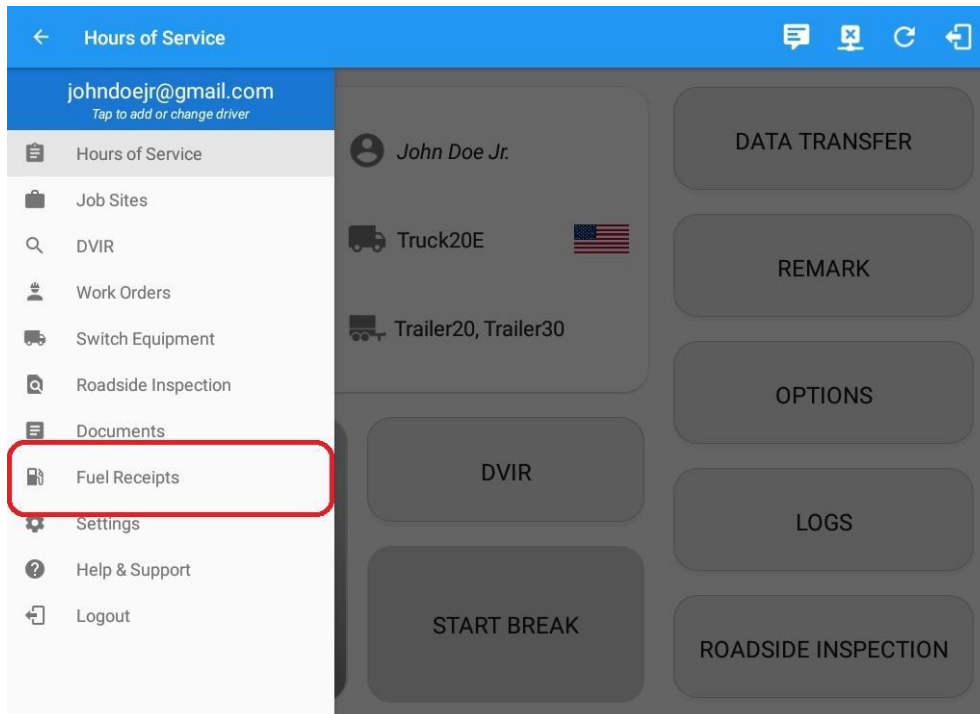 Hours of Service
johndoejr@gmail.com
Tap to add or change driver
Hours of Service
Job Sites
DVIR
Work Orders
Switch Equipment
Roadside Inspection
Documents
Fuel Receipts
Settings
Help & Support
Logout
John Doe Jr.
Truck20E
Trailer20, Trailer30
DVIR
START BREAK
DATA TRANSFER
REMARK
OPTIONS
LOGS
ROADSIDE INSPECTION